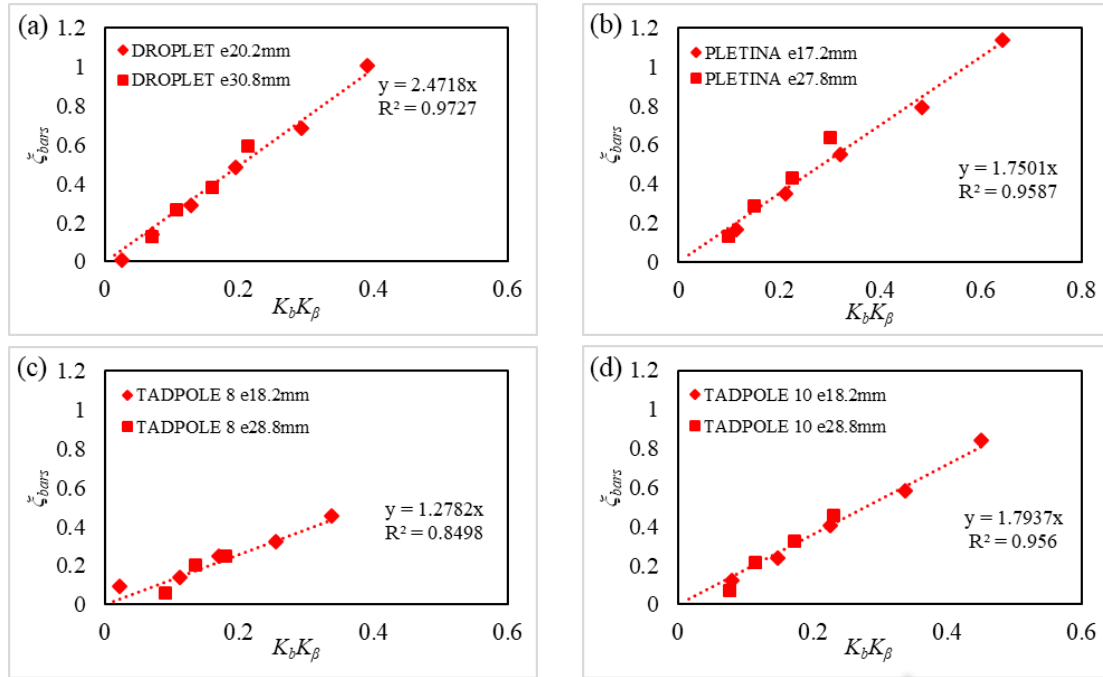 (a)
1.2
1
0.8
0.6
0.4
0.2
0
ξbars
DROPLET e20.2mm
DROPLET e30.8mm
y = 2.4718x
R² = 0.9727
0 0.2 0.4 0.6
KbKβ
(b)
1.2
1
0.8
0.6
0.4
0.2
0
ξbars
PLETINA e17.2mm
PLETINA e27.8mm
y = 1.7501x
R² = 0.9587
0 0.2 0.4 0.6 0.8
KbKβ
(c)
1.2
1
0.8
0.6
0.4
0.2
0
ξbars
TADPOLE 8 e18.2mm
TADPOLE 8 e28.8mm
y = 1.2782x
R² = 0.8498
0 0.2 0.4 0.6
KbKβ
(d)
1.2
1
0.8
0.6
0.4
0.2
0
ξbars
TADPOLE 10 e18.2mm
TADPOLE 10 e28.8mm
y = 1.7937x
R² = 0.956
0 0.2 0.4 0.6
KbKβ